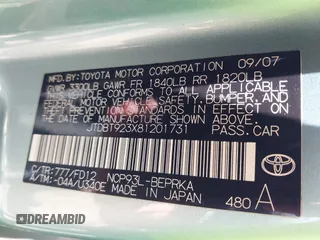 MFD. BY: TOYOTA MOTOR CORPORATION 09/07
GVWR 3300LB GAWR FR 1840LB RR 1820LB
THIS VEHICLE CONFORMS TO ALL APPLICABLE
FEDERAL MOTOR VEHICLE SAFETY, BUMPER, AND
THEFT PREVENTION STANDARDS IN EFFECT ON
THE DATE OF MANUFACTURE SHOWN ABOVE.
JTDBT923X81201731 PASS.CAR
C/TR:777/FD12 NCP93L-BEPRKA
A/TM:-04A/U340E MADE IN JAPAN 480 A
TOYOTA
DREAMBID